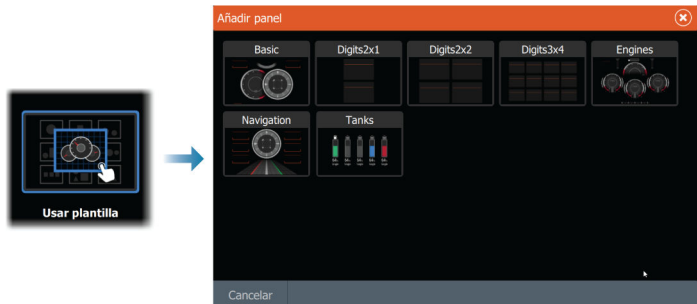 Añadir panel
Basic
Digits2x1
Digits2x2
Digits3x4
Engines
Navigation
Tanks
Usar plantilla
Cancelar